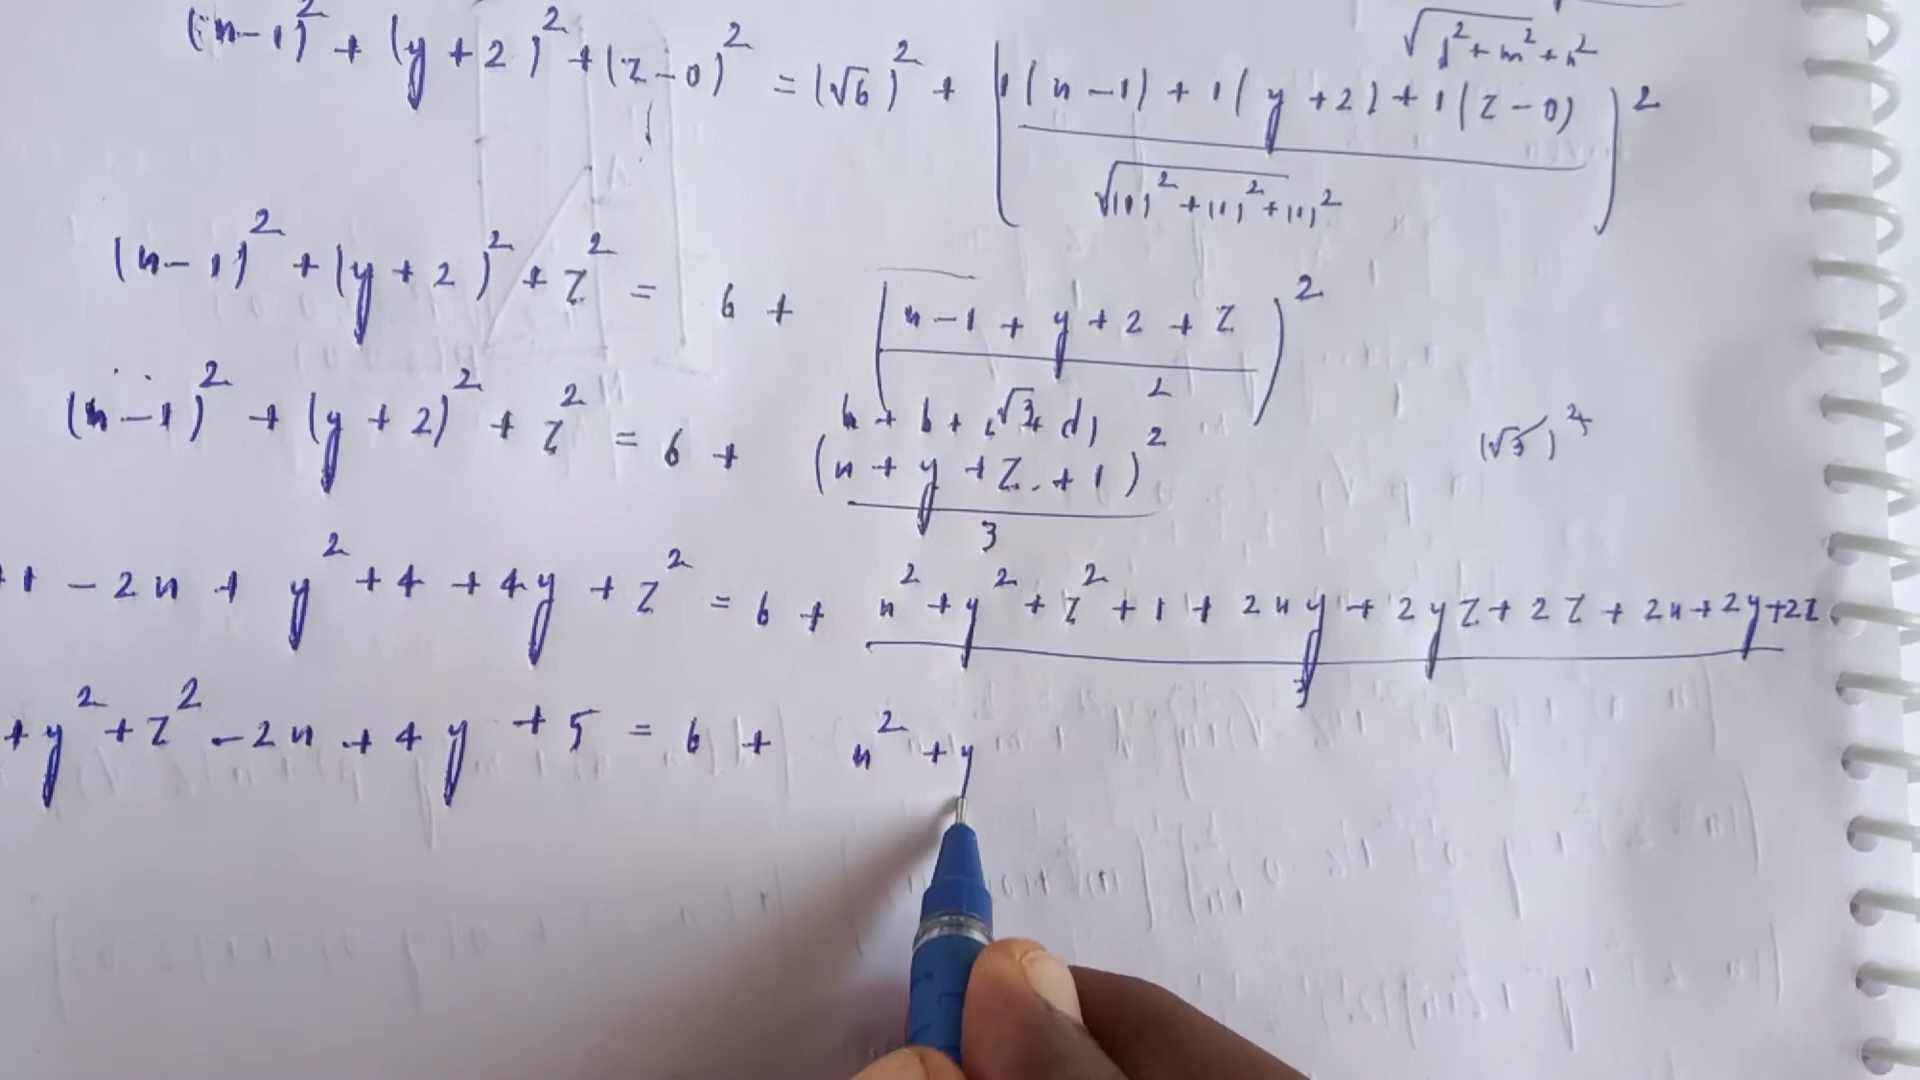 √l²+m²+n²
(x-1)²+(y+2)²+(z-0)² = (√6)² + (1(x-1)+1(y+2)+1(z-0) / √(1)²+(1)²+(1)²)²
(x-1)²+(y+2)²+z² = 6 + (x-1+y+2+z / √3)²
(a+b+c+d)²
(x-1)²+(y+2)²+z² = 6 + (x+y+z+1)² / 3
(√3)²
+1-2x+y²+4+4y+z² = 6 + x²+y²+z²+1+2xy+2yz+2z+2x+2y+2z / 3
+y²+z²-2x+4y+5 = 6 + x²+y